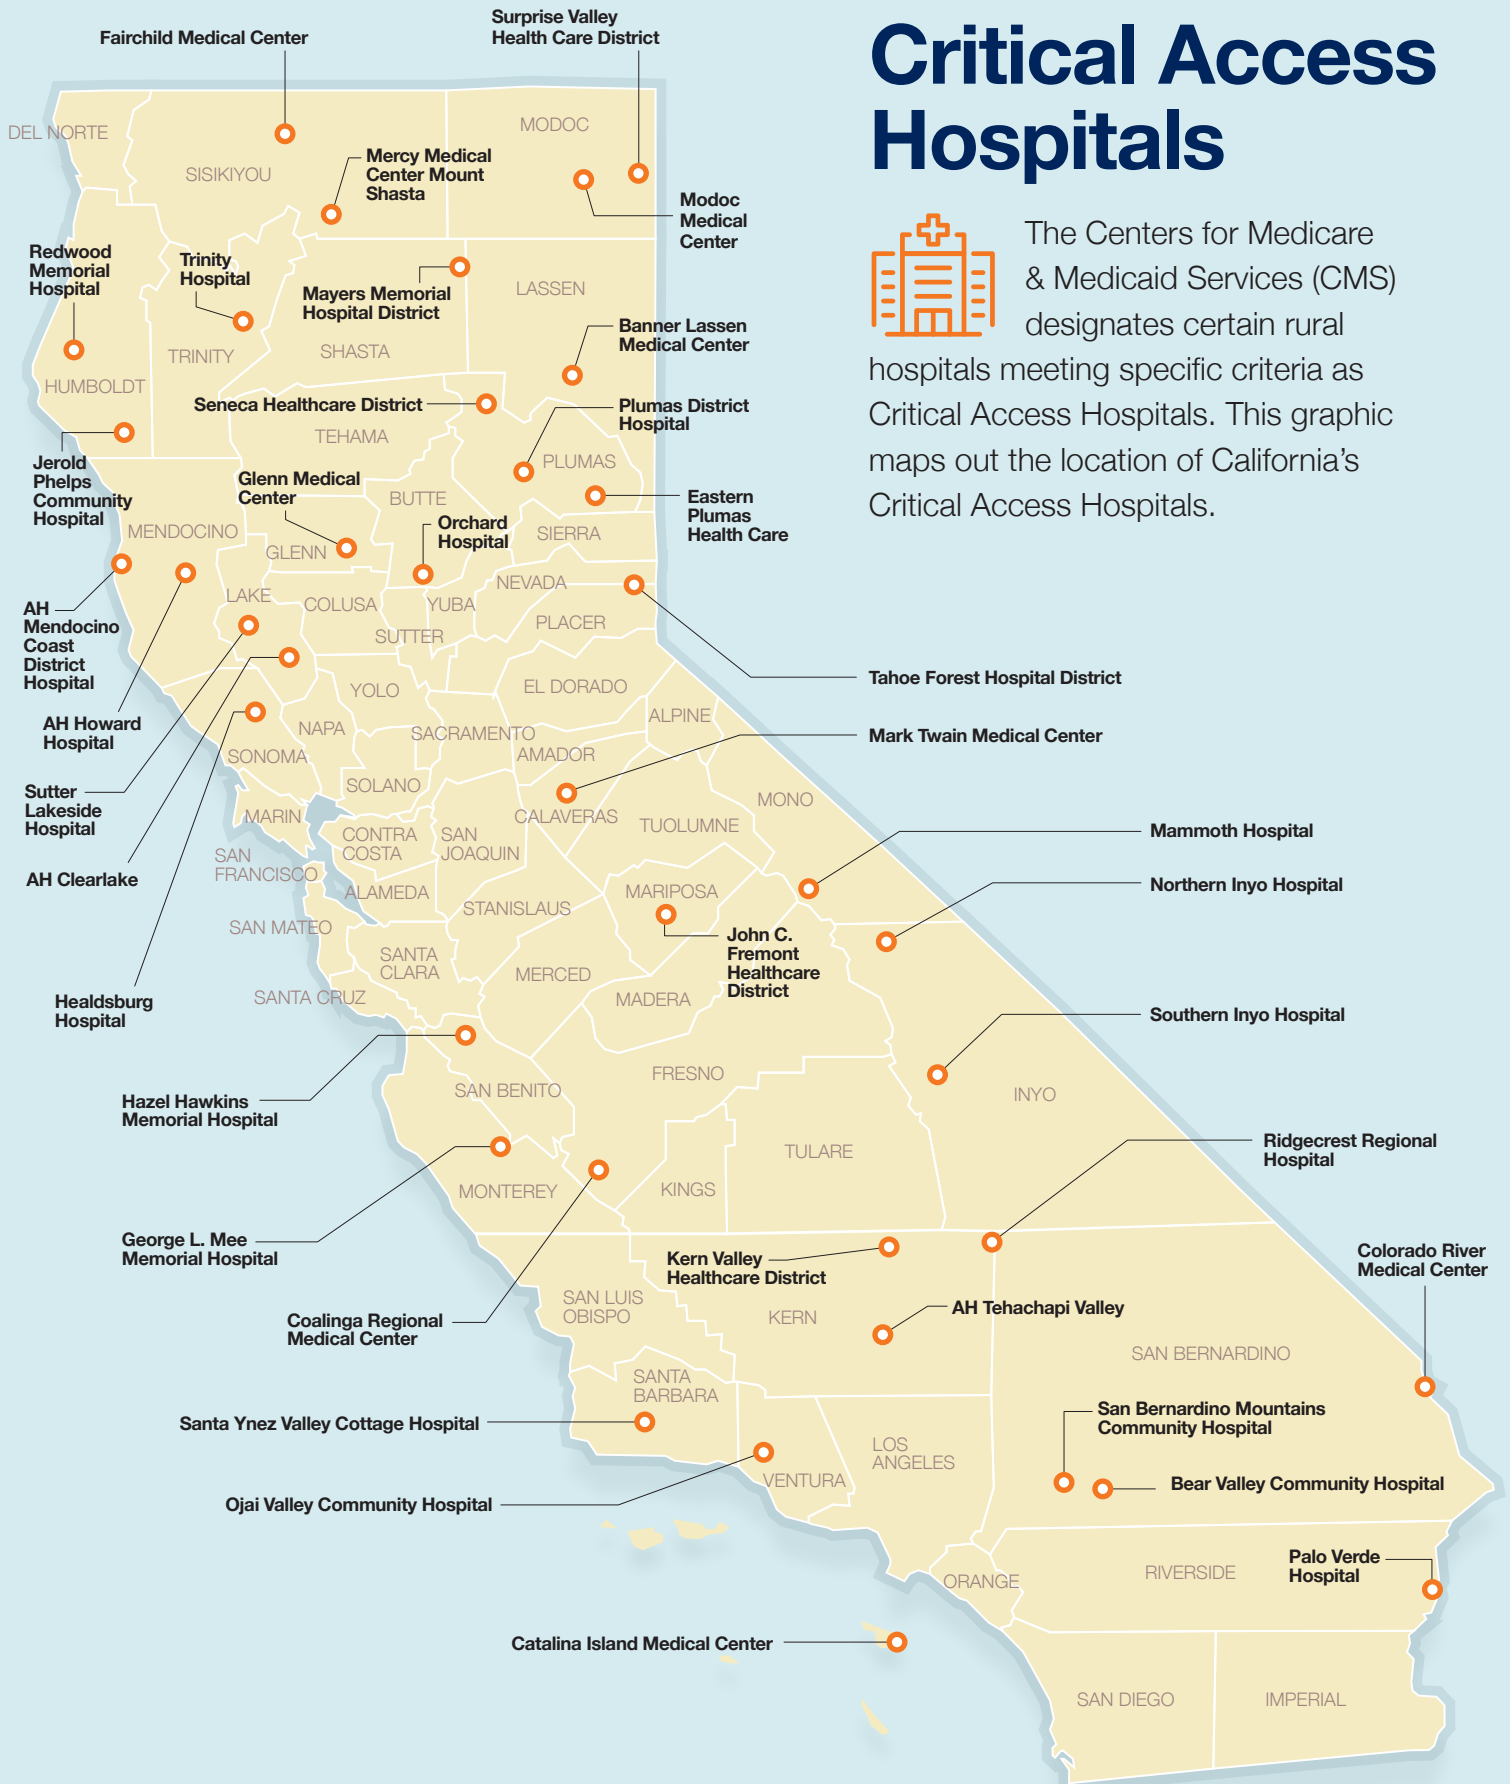 Critical Access
Hospitals
The Centers for Medicare
& Medicaid Services (CMS)
designates certain rural
hospitals meeting specific criteria as
Critical Access Hospitals. This graphic
maps out the location of California’s
Critical Access Hospitals.
Fairchild Medical Center
Surprise Valley
Health Care District
DEL NORTE
SISIKIYOU
MODOC
Mercy Medical
Center Mount
Shasta
Modoc
Medical
Center
Redwood
Memorial
Hospital
Trinity
Hospital
Mayers Memorial
Hospital District
LASSEN
Banner Lassen
Medical Center
TRINITY
SHASTA
HUMBOLDT
Seneca Healthcare District
Plumas District
Hospital
TEHAMA
Jerold
Phelps
Community
Hospital
Glenn Medical
Center
BUTTE
PLUMAS
Eastern
Plumas
Health Care
Orchard
Hospital
MENDOCINO
GLENN
SIERRA
NEVADA
LAKE
COLUSA
YUBA
SUTTER
PLACER
AH
Mendocino
Coast
District
Hospital
Tahoe Forest Hospital District
YOLO
EL DORADO
AH Howard
Hospital
NAPA
SACRAMENTO
ALPINE
Mark Twain Medical Center
SONOMA
AMADOR
SOLANO
Sutter
Lakeside
Hospital
MARIN
CALAVERAS
TUOLUMNE
MONO
CONTRA
COSTA
SAN
JOAQUIN
Mammoth Hospital
AH Clearlake
SAN
FRANCISCO
ALAMEDA
STANISLAUS
MARIPOSA
Northern Inyo Hospital
SAN MATEO
John C.
Fremont
Healthcare
District
SANTA
CLARA
MERCED
SANTA CRUZ
MADERA
Healdsburg
Hospital
Southern Inyo Hospital
FRESNO
SAN BENITO
INYO
Hazel Hawkins
Memorial Hospital
TULARE
Ridgecrest Regional
Hospital
MONTEREY
KINGS
George L. Mee
Memorial Hospital
Kern Valley
Healthcare District
Colorado River
Medical Center
Coalinga Regional
Medical Center
SAN LUIS
OBISPO
KERN
AH Tehachapi Valley
SAN BERNARDINO
SANTA
BARBARA
Santa Ynez Valley Cottage Hospital
San Bernardino Mountains
Community Hospital
LOS
ANGELES
VENTURA
Bear Valley Community Hospital
Ojai Valley Community Hospital
ORANGE
RIVERSIDE
Palo Verde
Hospital
Catalina Island Medical Center
SAN DIEGO
IMPERIAL